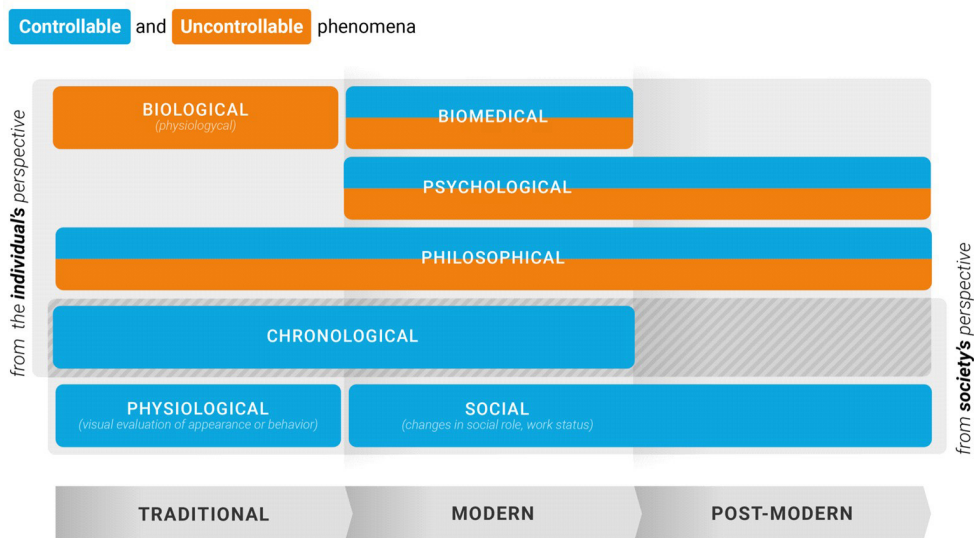 Controllable and Uncontrollable phenomena
from the individual's perspective
BIOLOGICAL
(physiologycal)
BIOMEDICAL
PSYCHOLOGICAL
PHILOSOPHICAL
CHRONOLOGICAL
PHYSIOLOGICAL
(visual evaluation of appearance or behavior)
SOCIAL
(changes in social role, work status)
from society's perspective
TRADITIONAL
MODERN
POST-MODERN